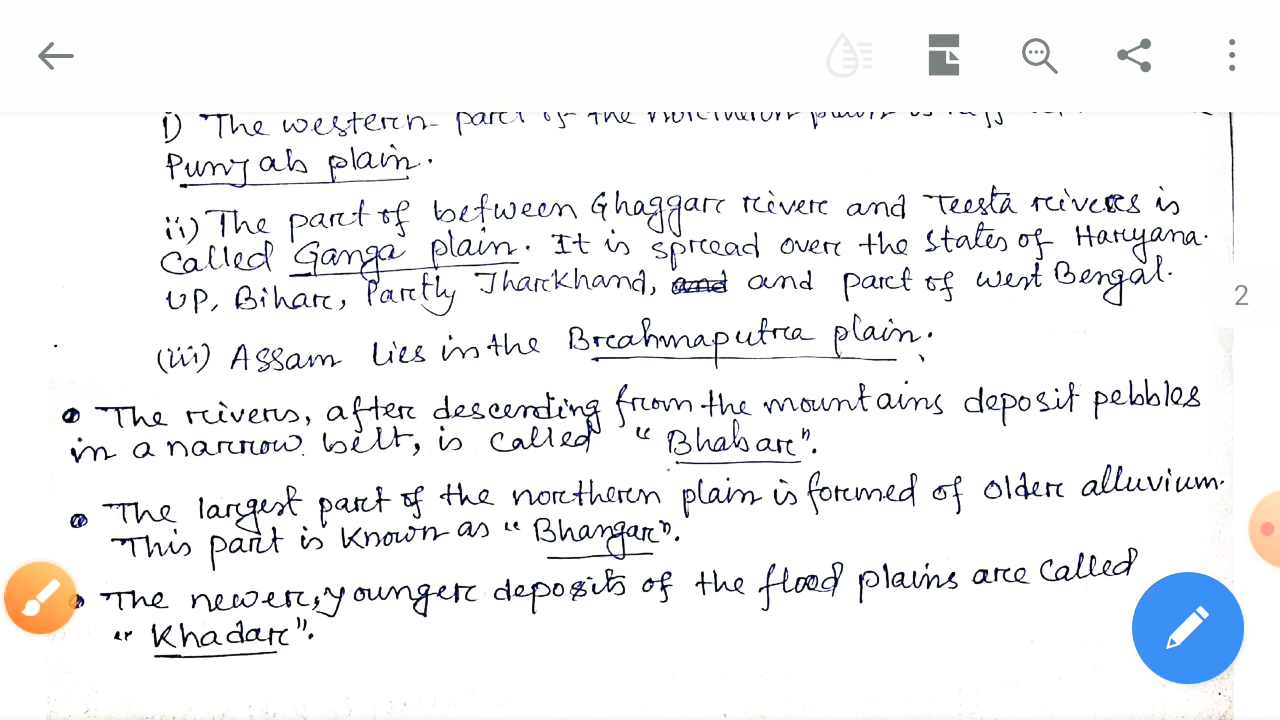 i) The western part of the northern plain is
Punjab plain.
ii) The part of between Ghaggar river and Teesta rivers is
called Ganga plain. It is spread over the states of Haryana.
UP, Bihar, Partly Jharkhand, and and part of west Bengal.
2
(iii) Assam lies in the Brahmaputra plain.
The rivers, after descending from the mountains deposit pebbles
in a narrow belt, is called "Bhabar".
The largest part of the northern plain is formed of older alluvium.
This part is known as "Bhangar".
The newer, younger deposits of the flood plains are called
"Khadar".